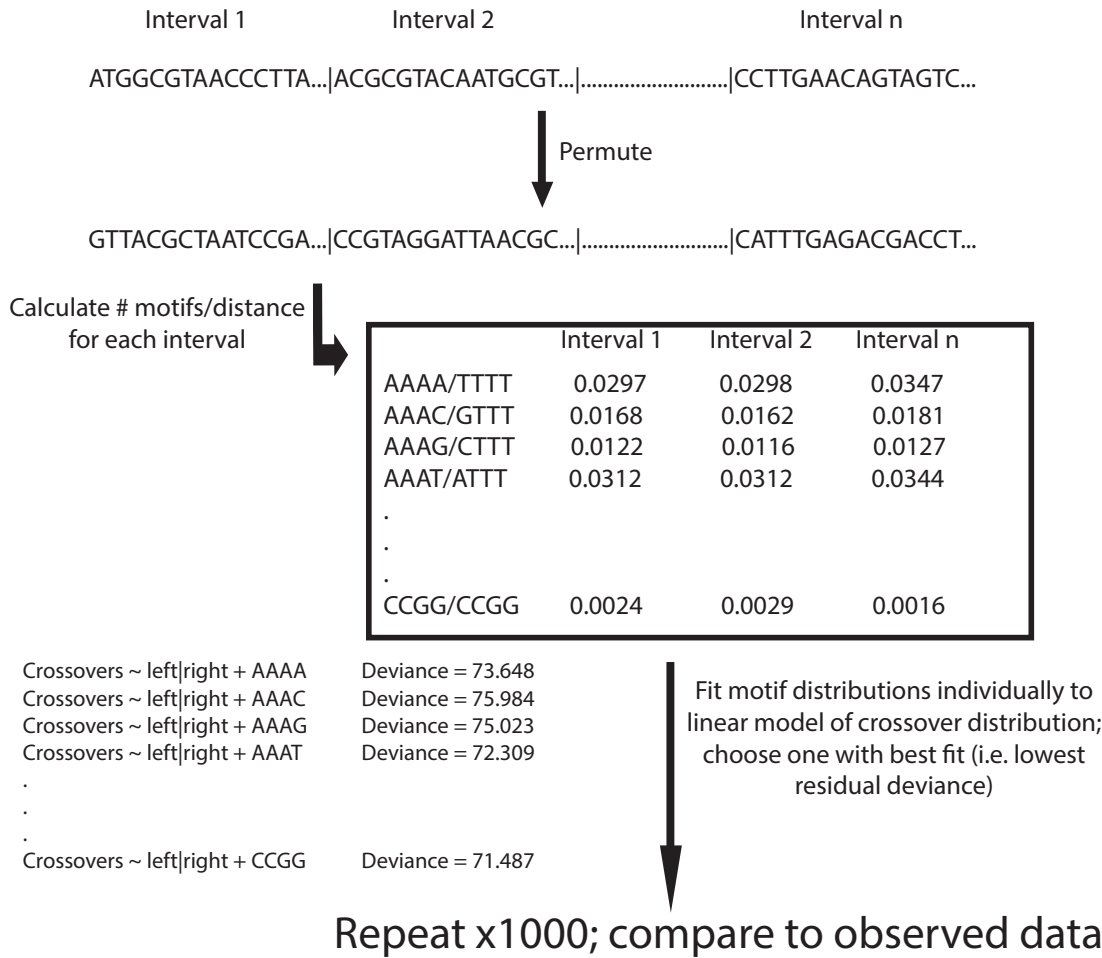 Interval 1 Interval 2 Interval n
ATGGCGTAACCCTTA...|ACGCGTACAATGCGT...|...........................|CCTTGAACAGTAGTC...
Permute
GTTACGCTAATCCGA...|CCGTAGGATTAACGC...|...........................|CATTTGAGACGACCT...
Calculate # motifs/distance
for each interval
Interval 1 Interval 2 Interval n
AAAA/TTTT 0.0297 0.0298 0.0347
AAAC/GTTT 0.0168 0.0162 0.0181
AAAG/CTTT 0.0122 0.0116 0.0127
AAAT/ATTT 0.0312 0.0312 0.0344
.
.
.
CCGG/CCGG 0.0024 0.0029 0.0016
Crossovers ~ left|right + AAAA Deviance = 73.648
Crossovers ~ left|right + AAAC Deviance = 75.984
Crossovers ~ left|right + AAAG Deviance = 75.023
Crossovers ~ left|right + AAAT Deviance = 72.309
.
.
.
Crossovers ~ left|right + CCGG Deviance = 71.487
Fit motif distributions individually to
linear model of crossover distribution;
choose one with best fit (i.e. lowest
residual deviance)
Repeat x1000; compare to observed data